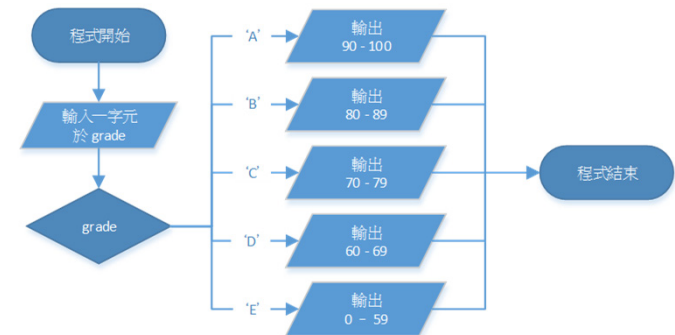 程式開始
輸入一字元
於 grade
grade
'A'
輸出
90 - 100
'B'
輸出
80 - 89
'C'
輸出
70 - 79
'D'
輸出
60 - 69
'E'
輸出
0 – 59
程式結束